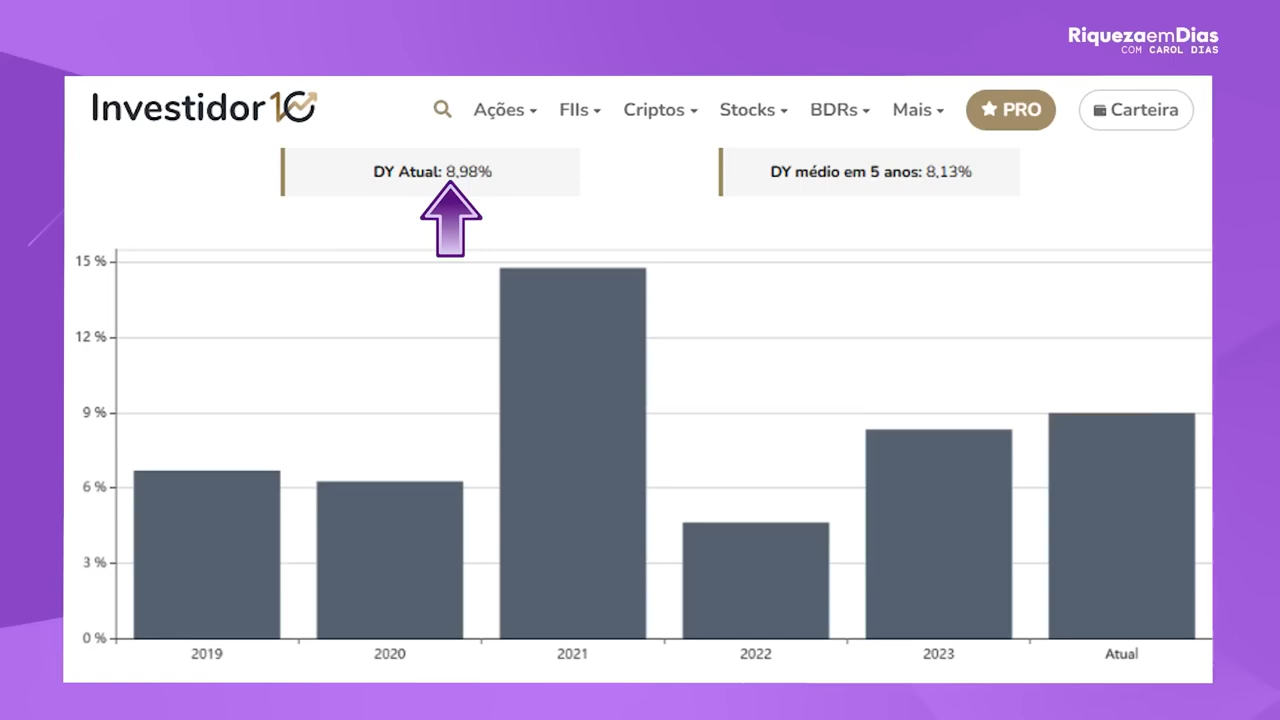 RiquezaemDias
COM CAROL DIAS
Investidor10
Ações
FIIs
Criptos
Stocks
BDRs
Mais
PRO
Carteira
DY Atual: 8,98%
DY médio em 5 anos: 8,13%
15 %
12 %
9 %
6 %
3 %
0 %
2019
2020
2021
2022
2023
Atual